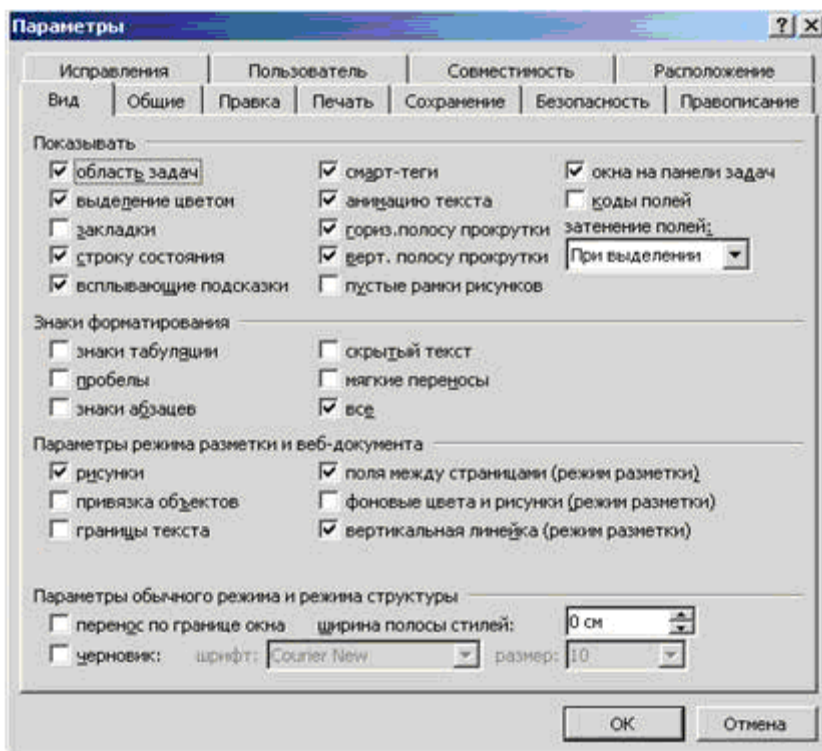 Параметры
Исправления Пользователь Совместимость Расположение
Вид Общие Правка Печать Сохранение Безопасность Правописание
Показывать
область задач смарт-теги окна на панели задач
выделение цветом анимацию текста коды полей
закладки гориз.полосу прокрутки затенение полей:
строку состояния верт. полосу прокрутки При выделении
всплывающие подсказки пустые рамки рисунков
Знаки форматирования
знаки табуляции скрытый текст
пробелы мягкие переносы
знаки абзацев все
Параметры режима разметки и веб-документа
рисунки поля между страницами (режим разметки)
привязка объектов фоновые цвета и рисунки (режим разметки)
границы текста вертикальная линейка (режим разметки)
Параметры обычного режима и режима структуры
перенос по границе окна ширина полосы стилей: 0 см
черновик: шрифт: Courier New размер: 10
ОК Отмена